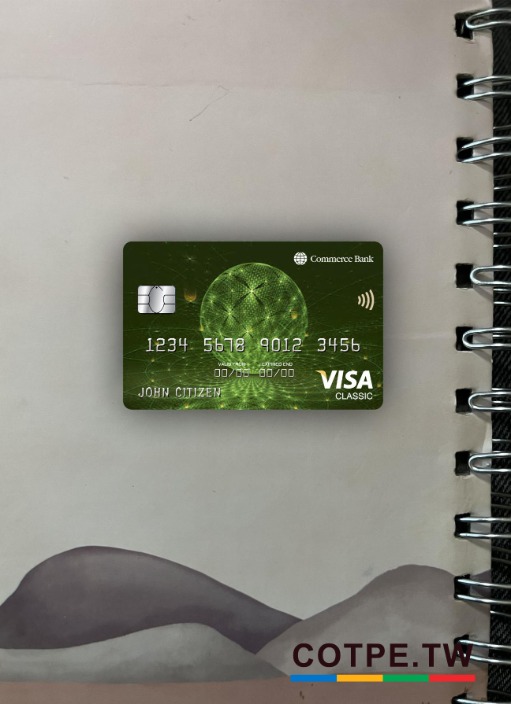 Commerce Bank
1234 5678 9012 3456
00/00 00/00
VISA
CLASSIC
JOHN CITIZEN
COTPE.TW